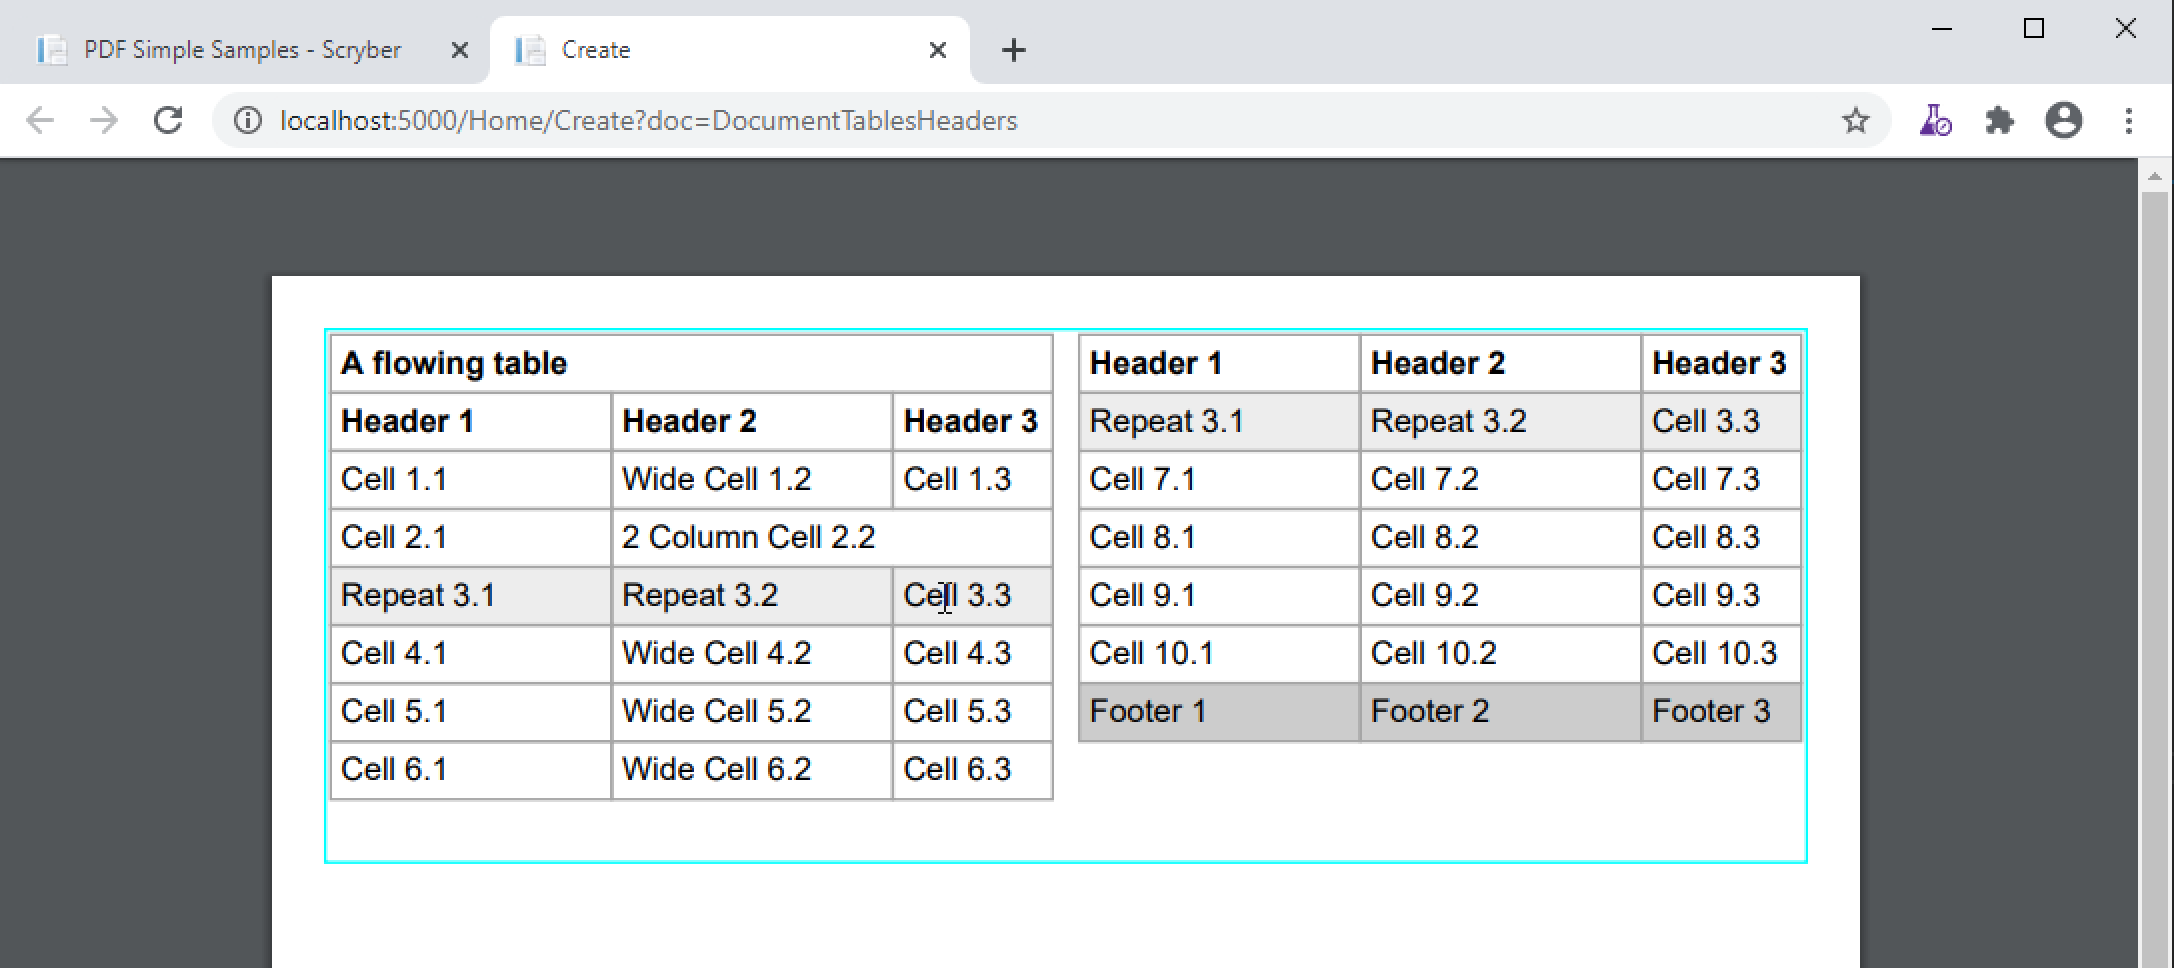 PDF Simple Samples - Scryber
Create
localhost:5000/Home/Create?doc=DocumentTablesHeaders
A flowing table
Header 1 Header 2 Header 3
Cell 1.1 Wide Cell 1.2 Cell 1.3
Cell 2.1 2 Column Cell 2.2
Repeat 3.1 Repeat 3.2 Cell 3.3
Cell 4.1 Wide Cell 4.2 Cell 4.3
Cell 5.1 Wide Cell 5.2 Cell 5.3
Cell 6.1 Wide Cell 6.2 Cell 6.3
Header 1 Header 2 Header 3
Repeat 3.1 Repeat 3.2 Cell 3.3
Cell 7.1 Cell 7.2 Cell 7.3
Cell 8.1 Cell 8.2 Cell 8.3
Cell 9.1 Cell 9.2 Cell 9.3
Cell 10.1 Cell 10.2 Cell 10.3
Footer 1 Footer 2 Footer 3